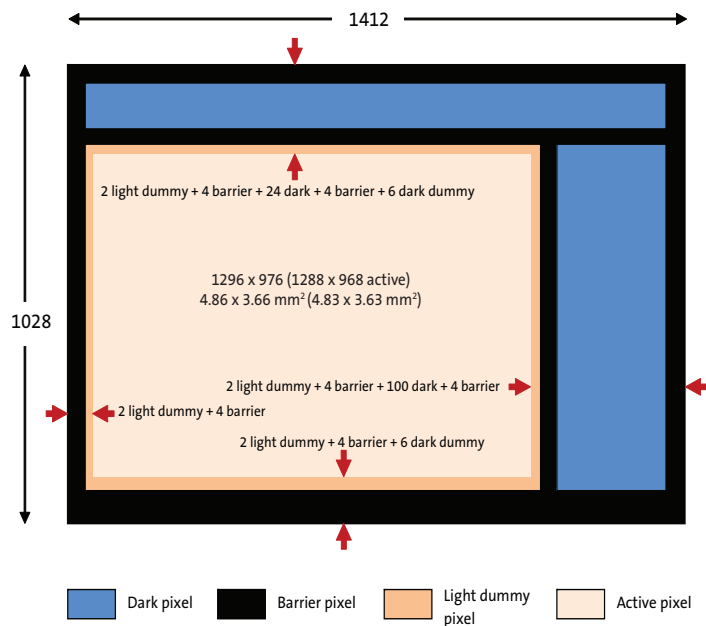 1412
2 light dummy + 4 barrier + 24 dark + 4 barrier + 6 dark dummy
1296 x 976 (1288 x 968 active)
4.86 x 3.66 mm² (4.83 x 3.63 mm²)
1028
2 light dummy + 4 barrier + 100 dark + 4 barrier
2 light dummy + 4 barrier
2 light dummy + 4 barrier + 6 dark dummy
Dark pixel
Barrier pixel
Light dummy
pixel
Active pixel